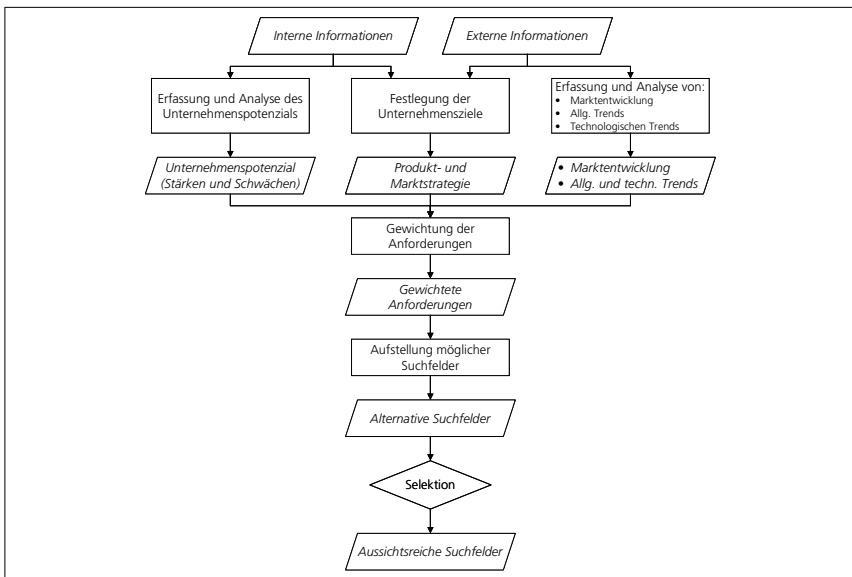 Interne Informationen
Externe Informationen
Erfassung und Analyse des
Unternehmenspotenzials
Festlegung der
Unternehmensziele
Erfassung und Analyse von:
• Marktentwicklung
• Allg. Trends
• Technologischen Trends
Unternehmenspotenzial
(Stärken und Schwächen)
Produkt- und
Marktstrategie
• Marktentwicklung
• Allg. und techn. Trends
Gewichtung der
Anforderungen
Gewichtete
Anforderungen
Aufstellung möglicher
Suchfelder
Alternative Suchfelder
Selektion
Aussichtsreiche Suchfelder